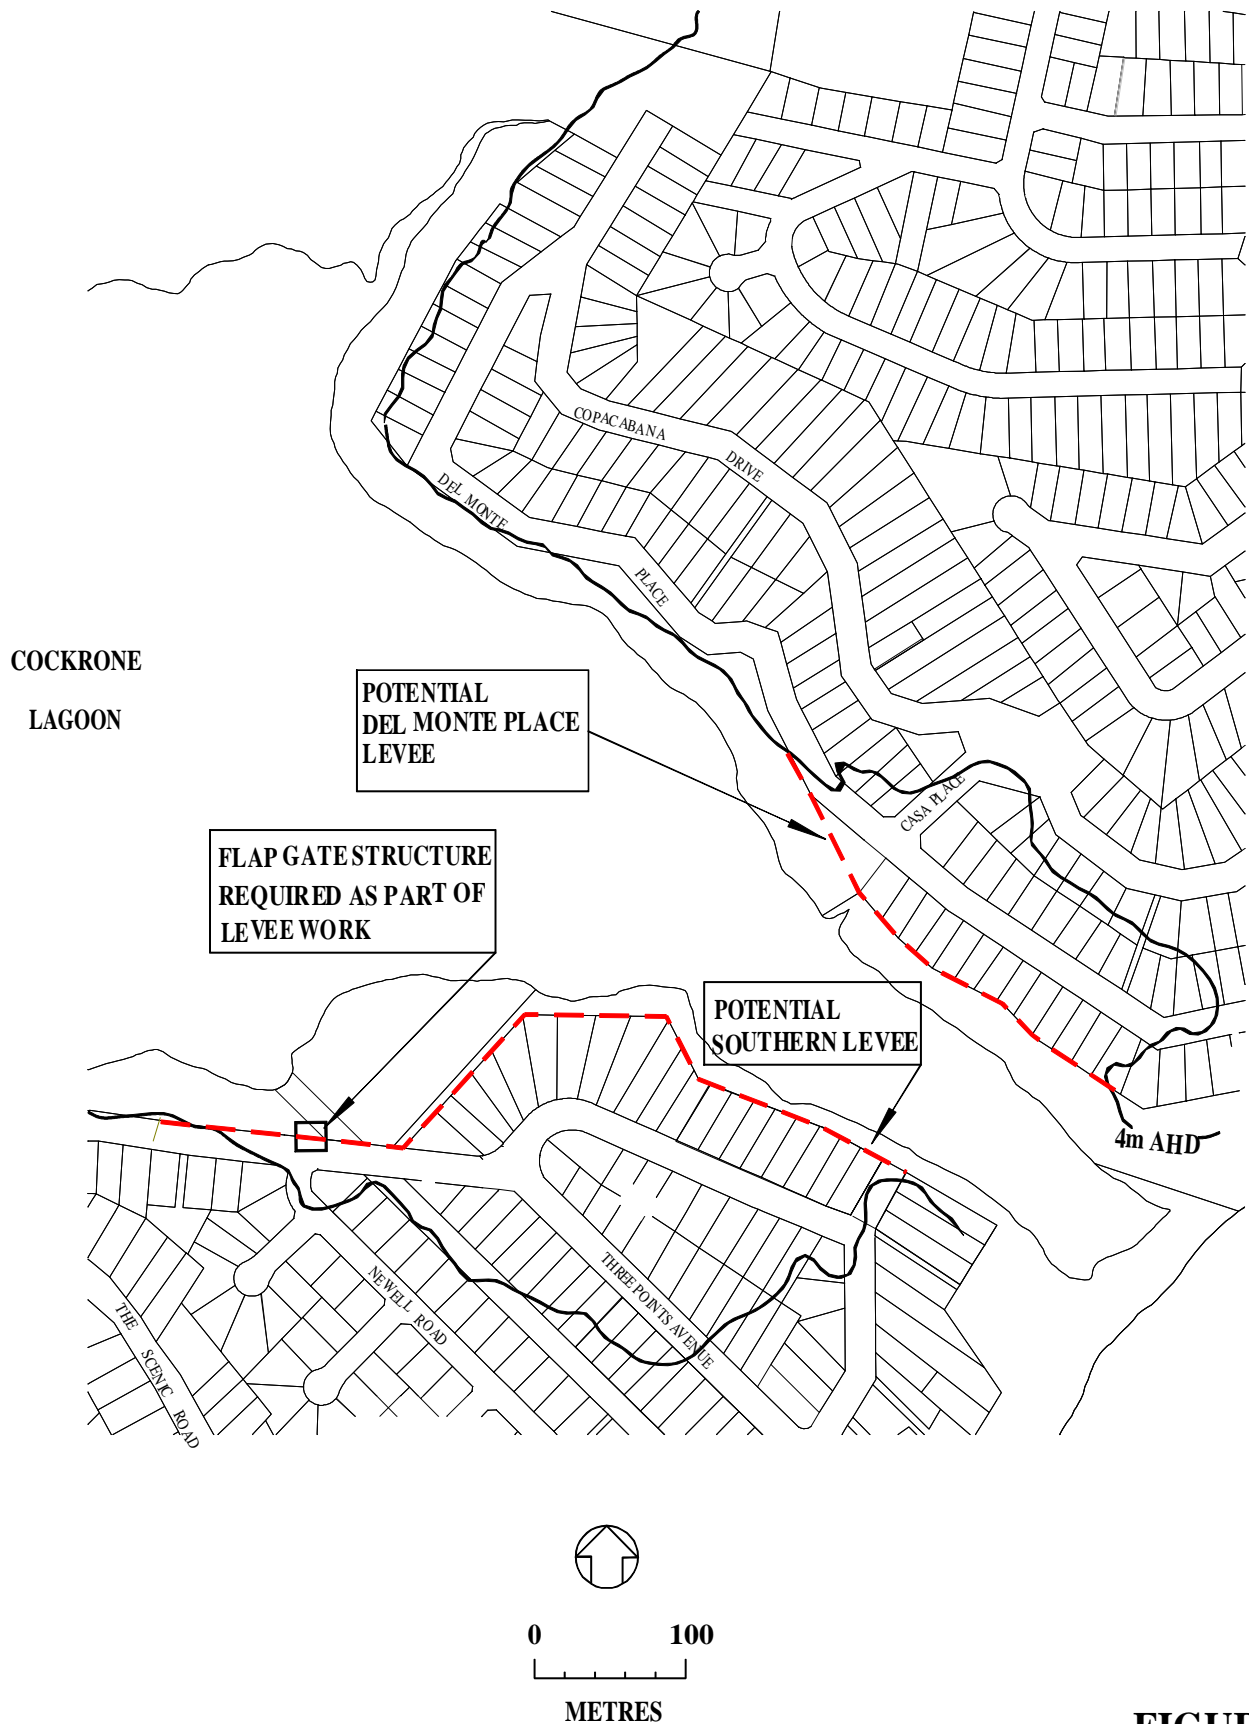 COPACABANA
DRIVE
DEL MONTE
PLACE
COCKRONE
LAGOON
POTENTIAL
DEL MONTE PLACE
LEVEE
CASA PLACE
FLAP GATE STRUCTURE
REQUIRED AS PART OF
LEVEE WORK
POTENTIAL
SOUTHERN LEVEE
4m AHD
NEWELL ROAD
THREE POINTS AVENUE
THE SCENIC ROAD
0 100
METRES